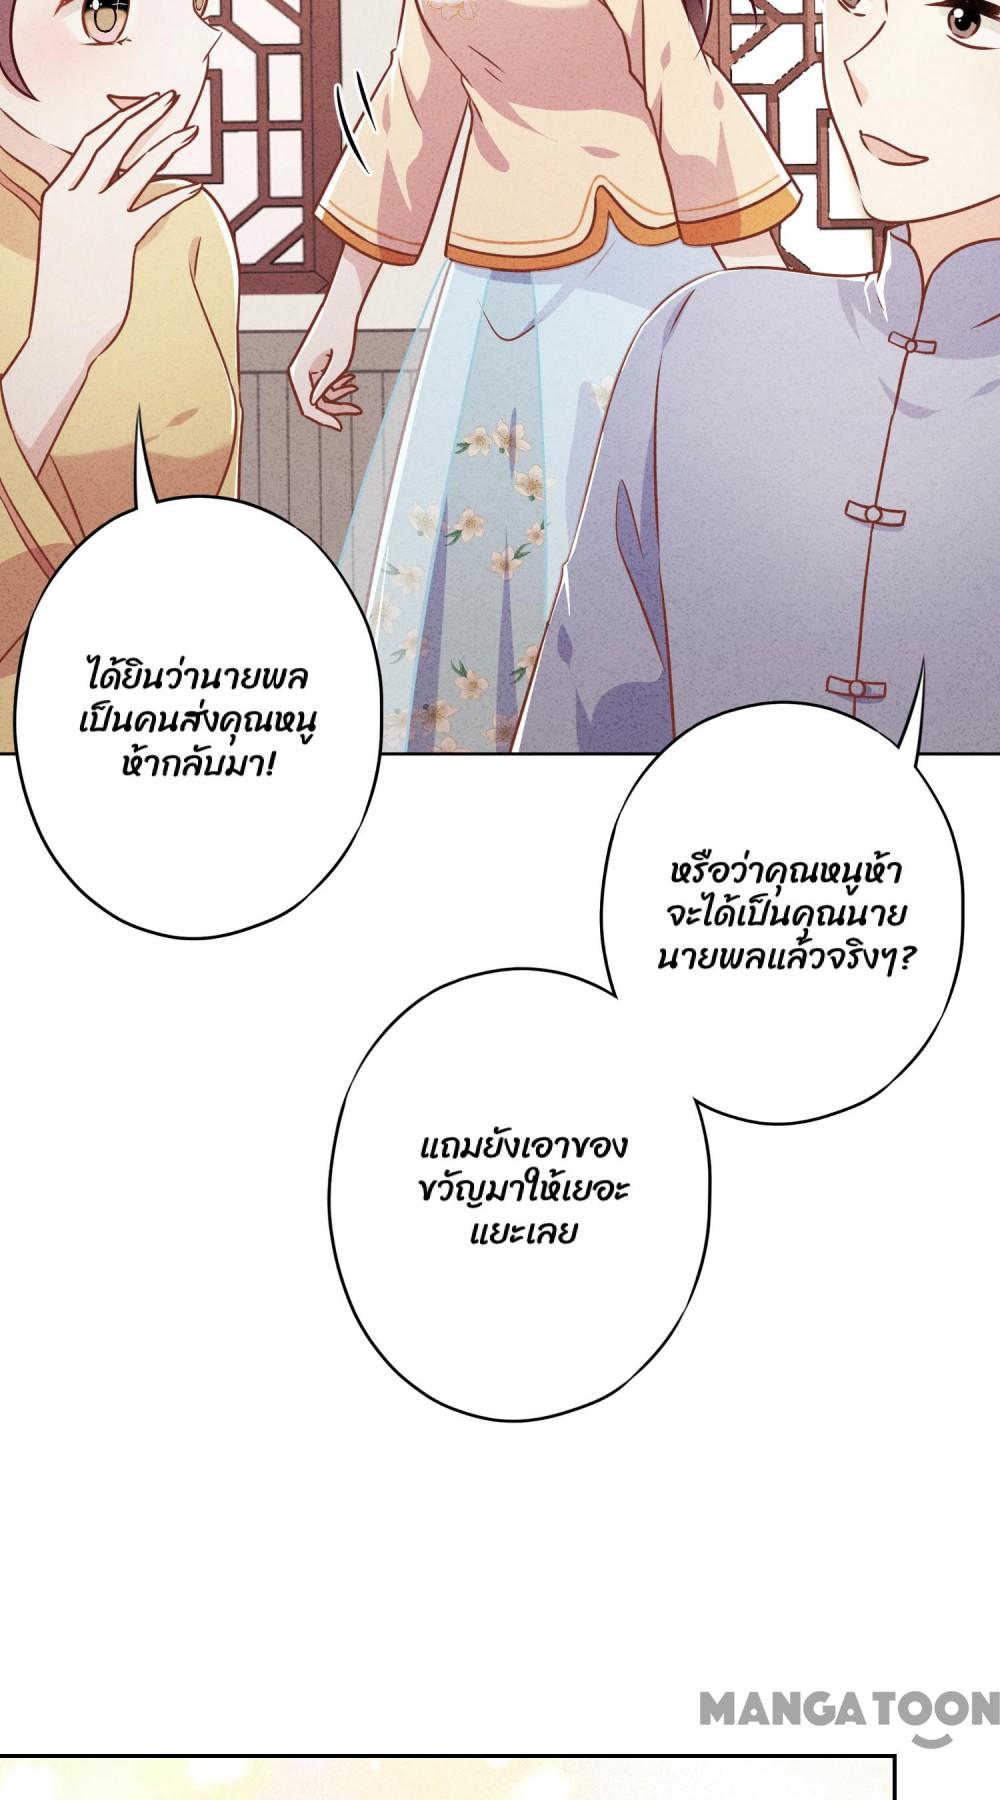 ได้ยินว่านายพล
เป็นคนส่งคุณหนู
ห้ากลับมา!
หรือว่าคุณหนูห้า
จะได้เป็นคุณนาย
นายพลแล้วจริงๆ?
แถมยังเอาของ
ขวัญมาให้เยอะ
แยะเลย
MANGATOON